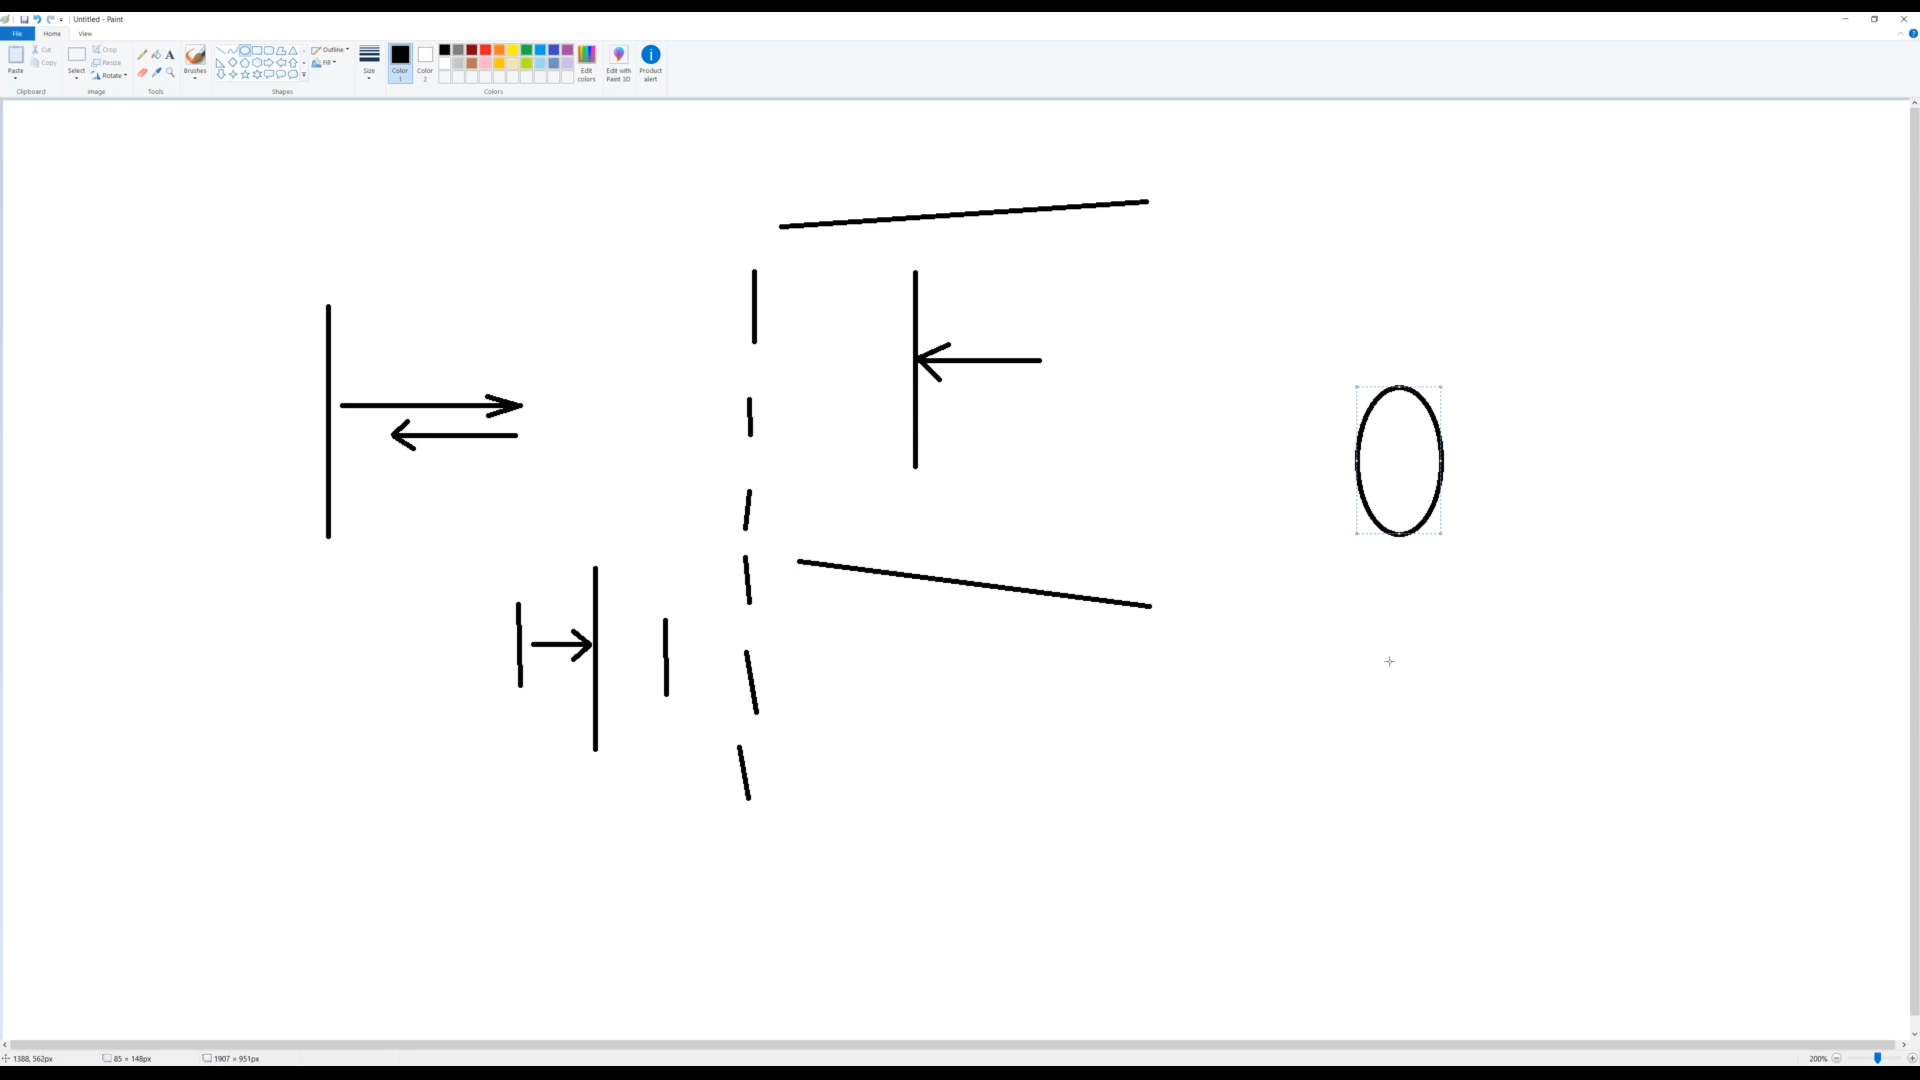 Untitled - Paint
File Home View
Paste
Cut
Copy
Clipboard
Select
Crop
Resize
Rotate
Image
Tools
Brushes
Outline
Fill
Shapes
Size
Color 1
Color 2
Colors
Edit colors
Edit with Paint 3D
Product alert
1388, 562px
85 × 148px
1907 × 951px
200%